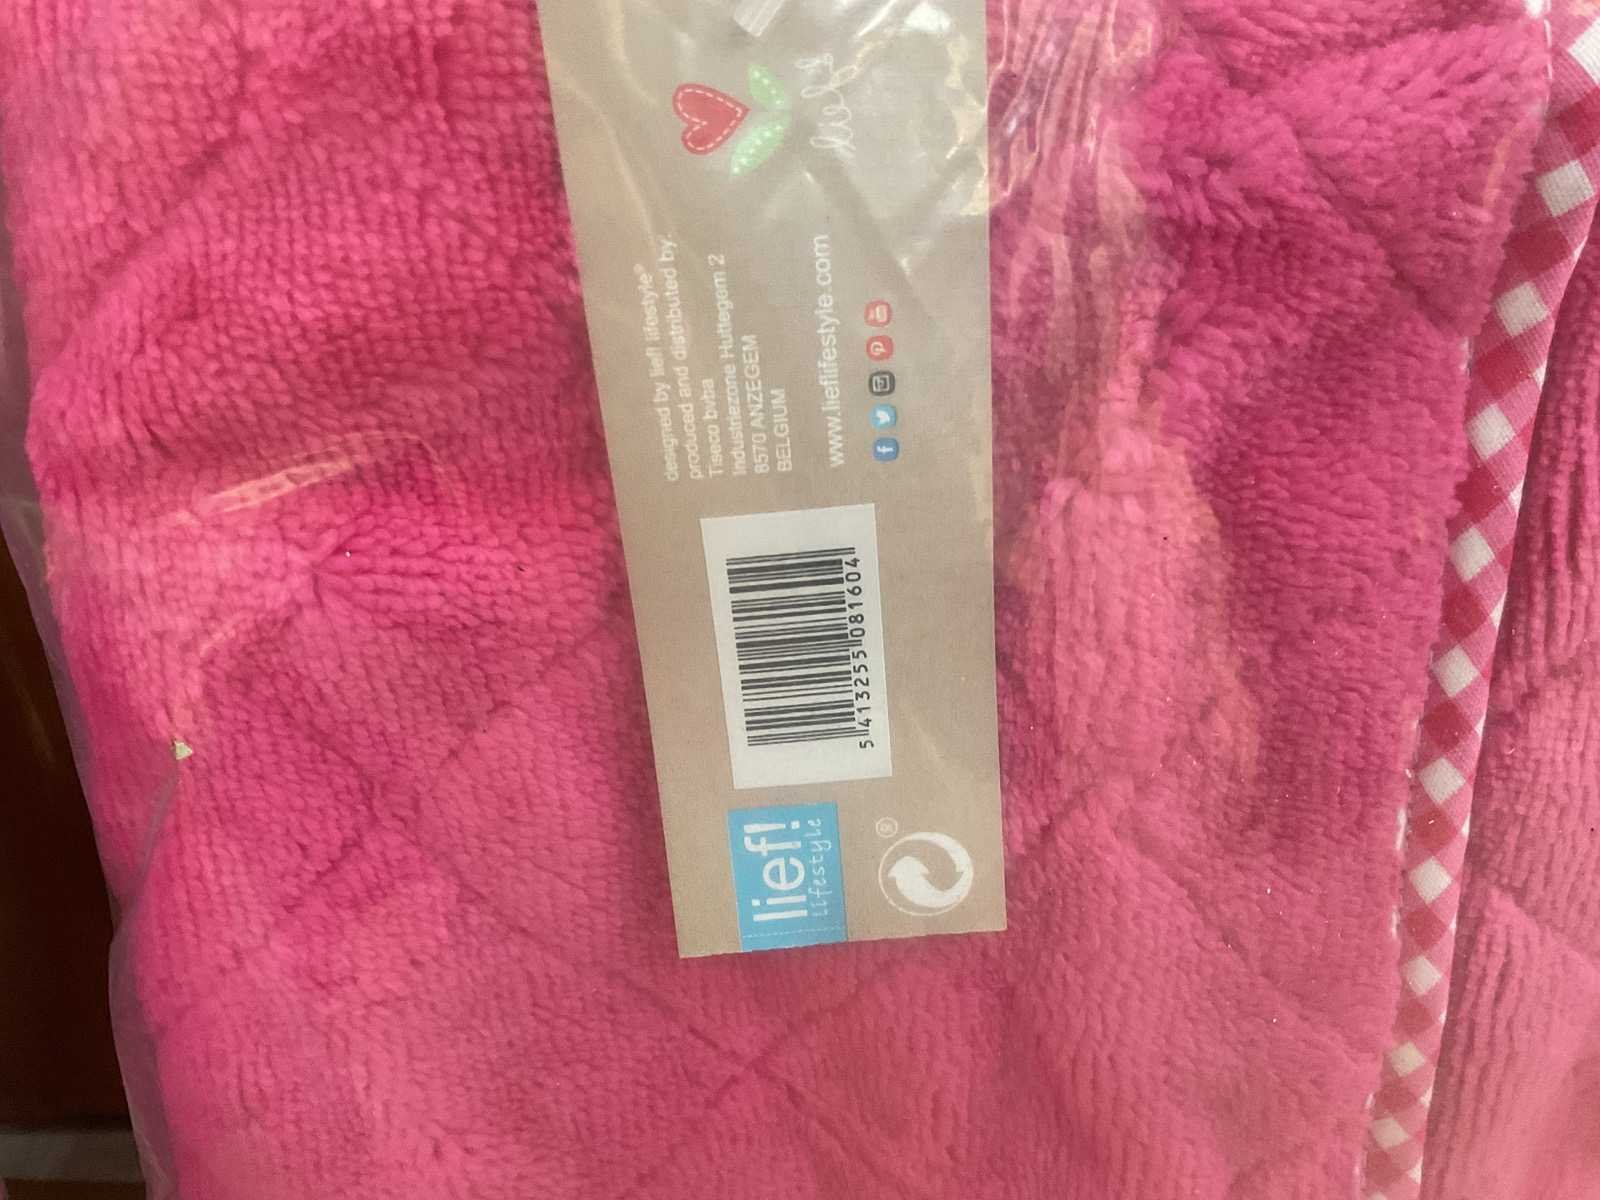 liefs
designed by lief! lifestyle®
produced and distributed by:
Tiseco bvba
Industriezone Huttegem 2
8570 ANZEGEM
BELGIUM
www.lieflifestyle.com
5 413255 081604
lief!
lifestyle
®